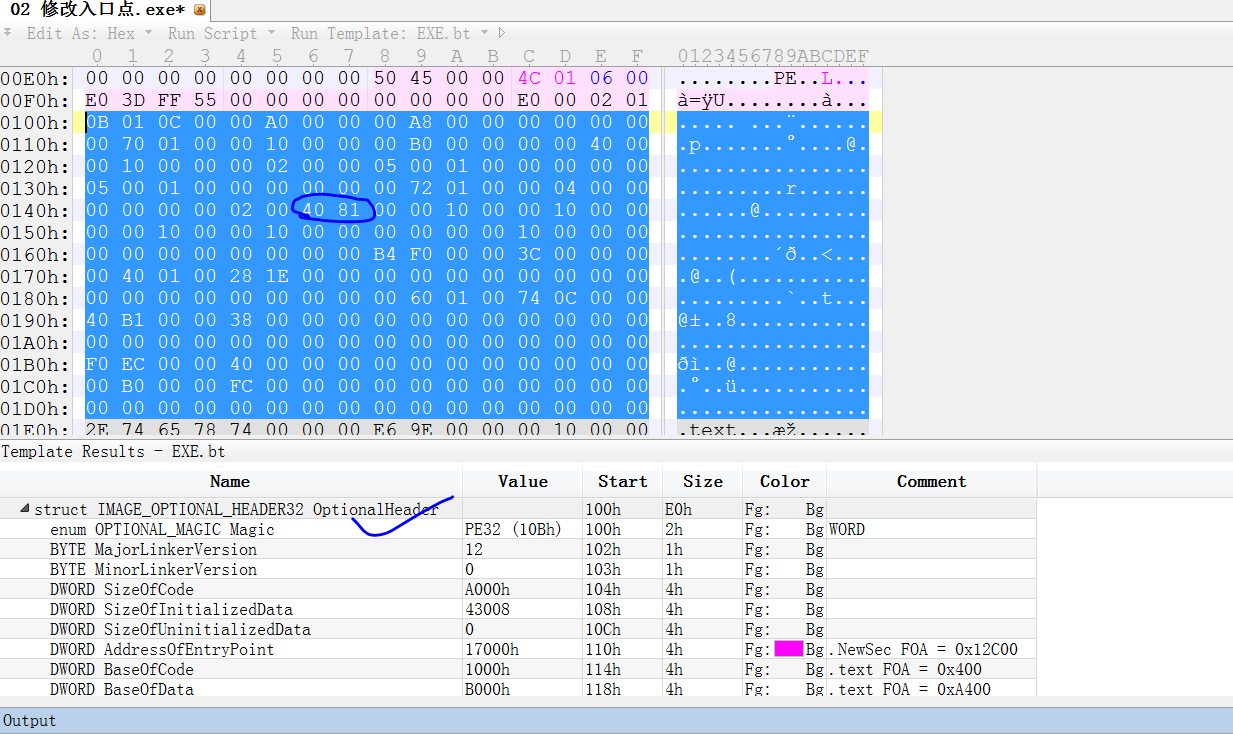 02 修改入口点.exe*
Edit As: Hex Run Script Run Template: EXE.bt
0 1 2 3 4 5 6 7 8 9 A B C D E F 0123456789ABCDEF
00E0h: 00 00 00 00 00 00 00 00 50 45 00 00 4C 01 06 00 ........PE..L...
00F0h: E0 3D FF 55 00 00 00 00 00 00 00 00 E0 00 02 01 à=ÿU........à...
0100h: 0B 01 0C 00 00 A0 00 00 00 A8 00 00 00 00 00 00 ..... ...¨......
0110h: 00 70 01 00 00 10 00 00 00 B0 00 00 00 00 40 00 .p.......°....@.
0120h: 00 10 00 00 00 02 00 00 05 00 01 00 00 00 00 00 ................
0130h: 05 00 01 00 00 00 00 00 00 72 01 00 00 04 00 00 .........r......
0140h: 00 00 00 00 02 00 40 81 00 00 10 00 00 10 00 00 ......@.........
0150h: 00 00 10 00 00 10 00 00 00 00 00 00 10 00 00 00 ................
0160h: 00 00 00 00 00 00 00 00 B4 F0 00 00 3C 00 00 00 ........´ð..<...
0170h: 00 40 01 00 28 1E 00 00 00 00 00 00 00 00 00 00 .@..(...........
0180h: 00 00 00 00 00 00 00 00 00 60 01 00 74 0C 00 00 .........`..t...
0190h: 40 B1 00 00 38 00 00 00 00 00 00 00 00 00 00 00 @±..8...........
01A0h: 00 00 00 00 00 00 00 00 00 00 00 00 00 00 00 00 ................
01B0h: F0 EC 00 00 40 00 00 00 00 00 00 00 00 00 00 00 ðì..@...........
01C0h: 00 B0 00 00 FC 00 00 00 00 00 00 00 00 00 00 00 .°..ü...........
01D0h: 00 00 00 00 00 00 00 00 00 00 00 00 00 00 00 00 ................
01E0h: 2E 74 65 78 74 00 00 00 E6 9E 00 00 00 10 00 00 .text...æž......
Template Results - EXE.bt
Name Value Start Size Color Comment
struct IMAGE_OPTIONAL_HEADER32 OptionalHeader 100h E0h Fg: Bg
enum OPTIONAL_MAGIC Magic PE32 (10Bh) 100h 2h Fg: Bg WORD
BYTE MajorLinkerVersion 12 102h 1h Fg: Bg
BYTE MinorLinkerVersion 0 103h 1h Fg: Bg
DWORD SizeOfCode A000h 104h 4h Fg: Bg
DWORD SizeOfInitializedData 43008 108h 4h Fg: Bg
DWORD SizeOfUninitializedData 0 10Ch 4h Fg: Bg
DWORD AddressOfEntryPoint 17000h 110h 4h Fg: Bg .NewSec FOA = 0x12C00
DWORD BaseOfCode 1000h 114h 4h Fg: Bg .text FOA = 0x400
DWORD BaseOfData B000h 118h 4h Fg: Bg .text FOA = 0xA400
Output